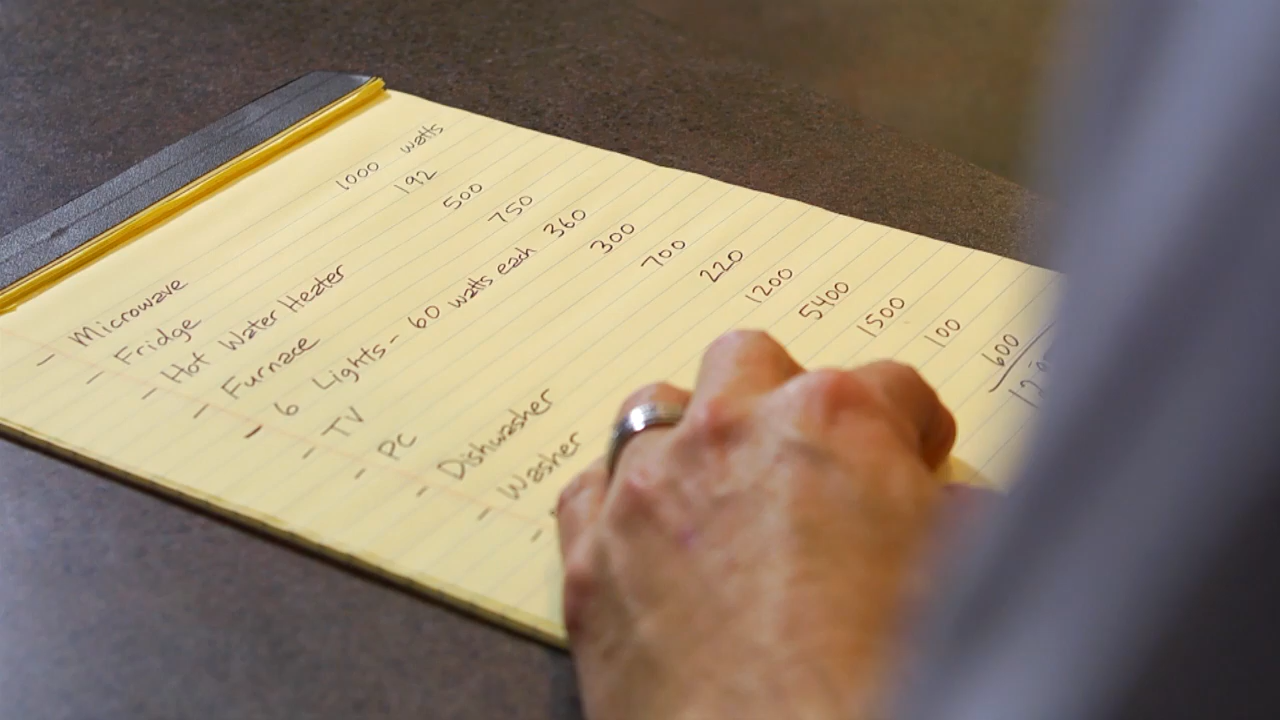 - Microwave 1000 watts
- Fridge 192
- Hot Water Heater 500
- Furnace 750
- 6 Lights - 60 watts each 360
- TV 300
- PC 700
- Dishwasher 220
- Washer 1200
- 5400
1500
100
600